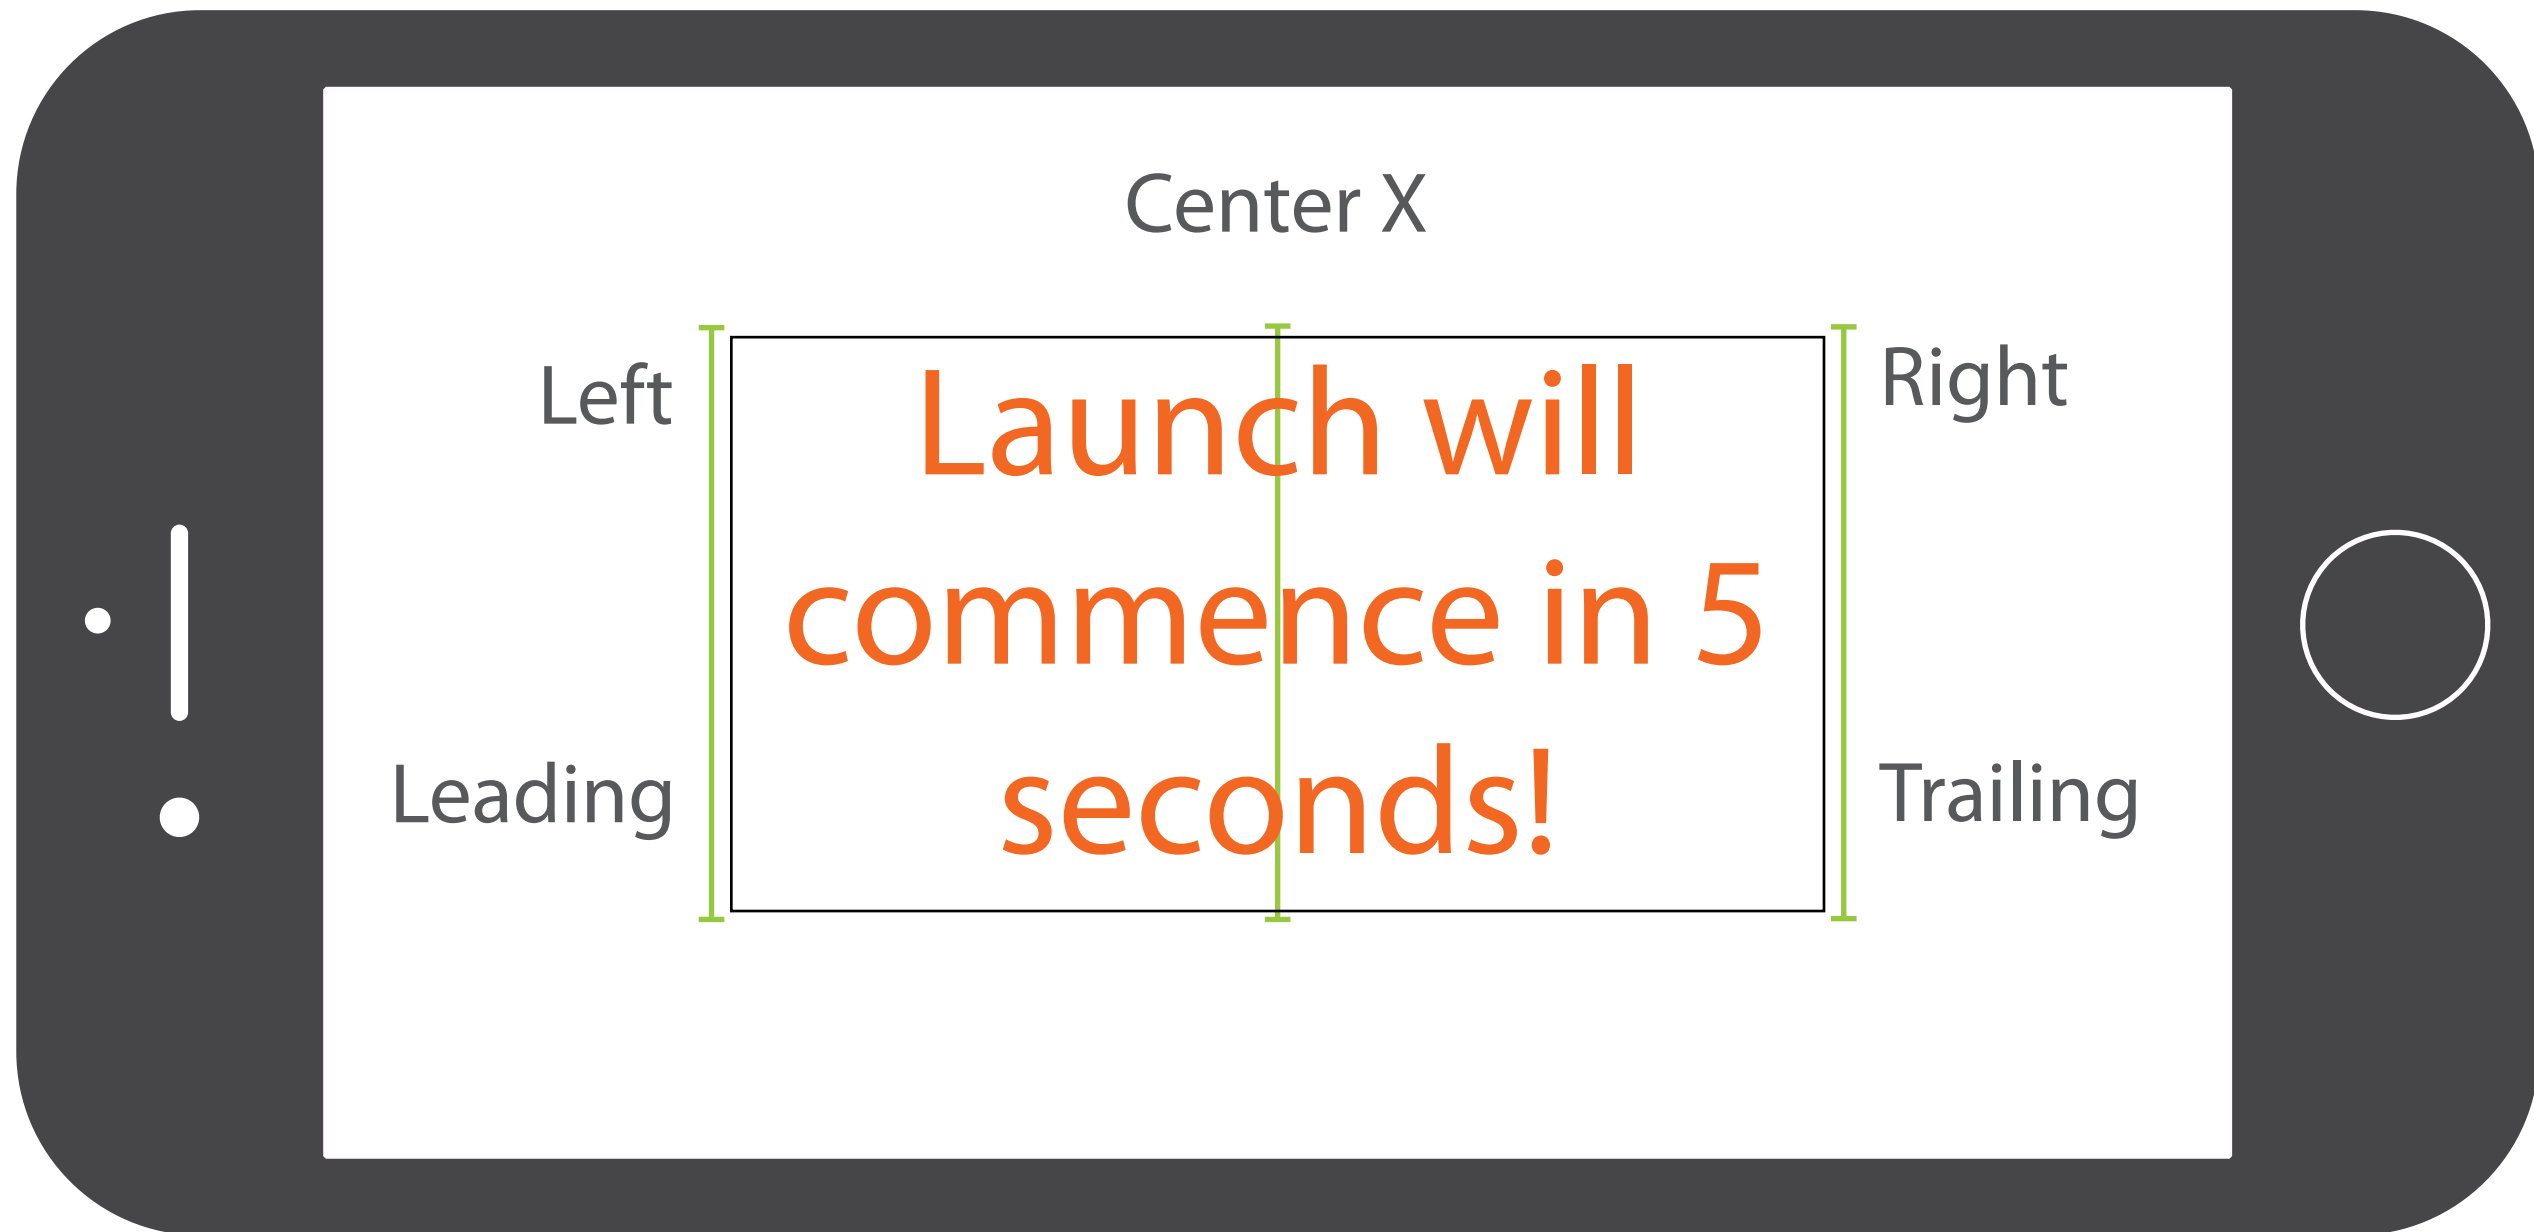 Center X
Left
Right
Launch will
commence in 5
seconds!
Leading
Trailing